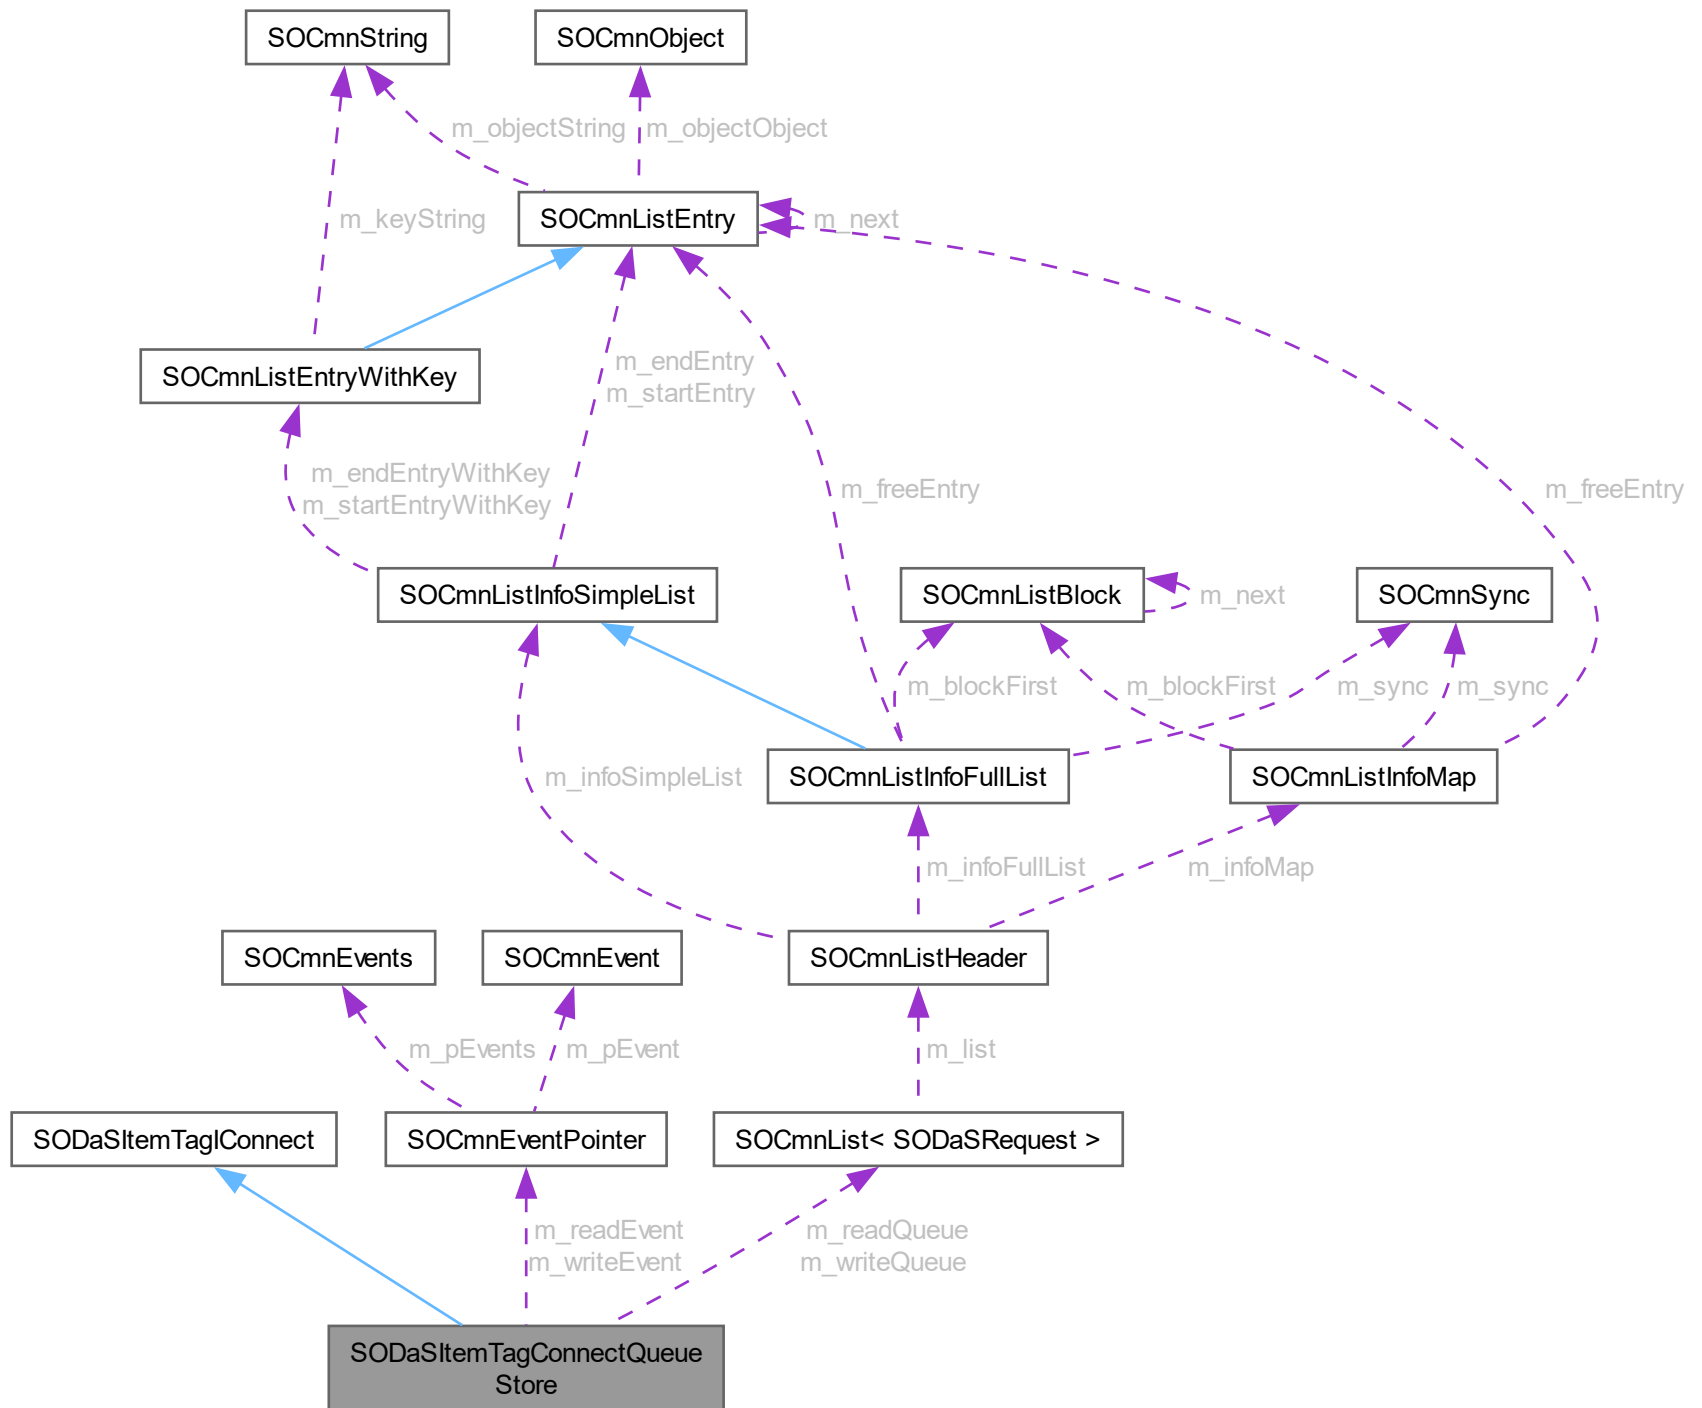 SOCmnString
SOCmnObject
m_objectString
m_objectObject
m_keyString
SOCmnListEntry
m_next
SOCmnListEntryWithKey
m_endEntry
m_startEntry
m_endEntryWithKey
m_startEntryWithKey
m_freeEntry
m_freeEntry
SOCmnListInfoSimpleList
SOCmnListBlock
m_next
SOCmnSync
m_blockFirst
m_blockFirst
m_sync
m_sync
m_infoSimpleList
SOCmnListInfoFullList
SOCmnListInfoMap
m_infoFullList
m_infoMap
SOCmnEvents
SOCmnEvent
SOCmnListHeader
m_pEvents
m_pEvent
m_list
SODaSItemTagIConnect
SOCmnEventPointer
SOCmnList< SODaSRequest >
m_readEvent
m_writeEvent
m_readQueue
m_writeQueue
SODaSItemTagConnectQueue
Store